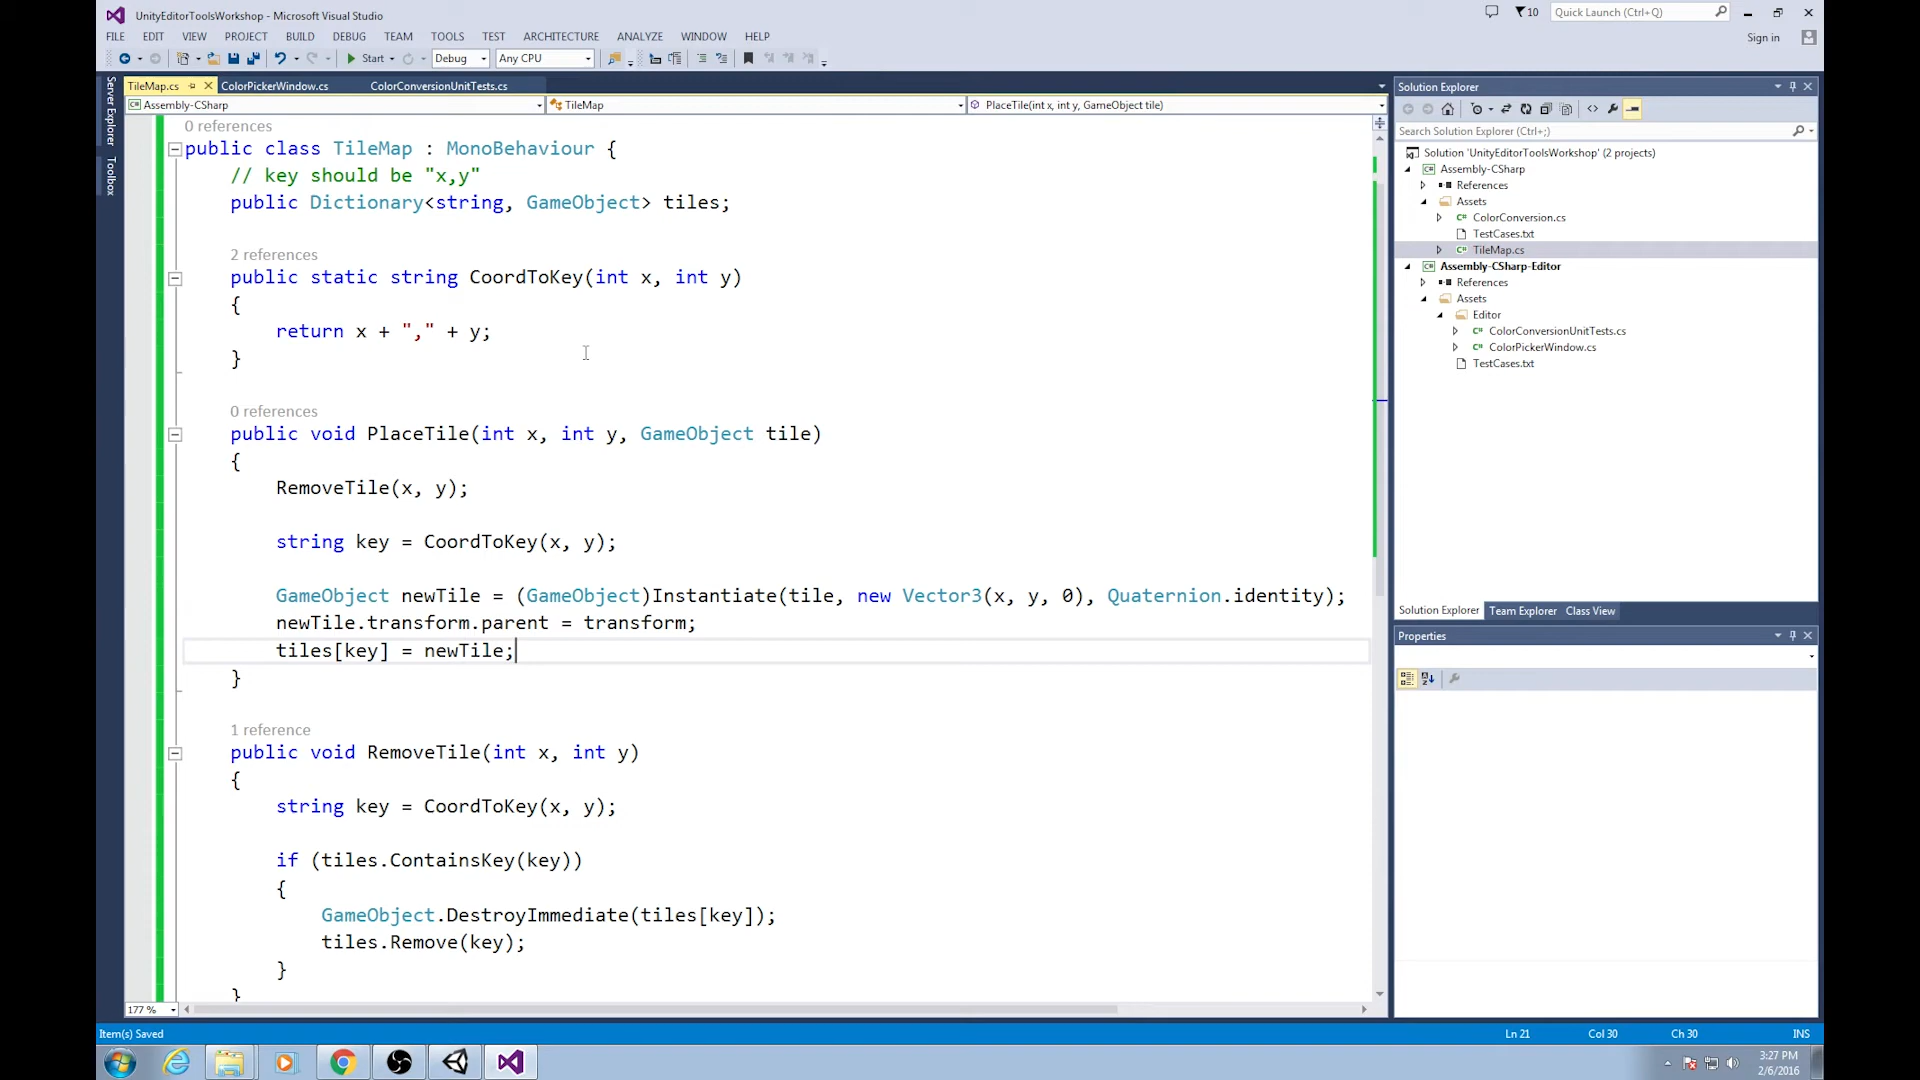 UnityEditorToolsWorkshop - Microsoft Visual Studio
10
Quick Launch (Ctrl+Q)
FILE EDIT VIEW PROJECT BUILD DEBUG TEAM TOOLS TEST ARCHITECTURE ANALYZE WINDOW HELP
Sign in
Start Debug Any CPU
Server Explorer
Toolbox
TileMap.cs ColorPickerWindow.cs ColorConversionUnitTests.cs
Assembly-CSharp TileMap PlaceTile(int x, int y, GameObject tile)
0 references
public class TileMap : MonoBehaviour {
// key should be "x,y"
public Dictionary<string, GameObject> tiles;
2 references
public static string CoordToKey(int x, int y)
{
return x + "," + y;
}
0 references
public void PlaceTile(int x, int y, GameObject tile)
{
RemoveTile(x, y);
string key = CoordToKey(x, y);
GameObject newTile = (GameObject)Instantiate(tile, new Vector3(x, y, 0), Quaternion.identity);
newTile.transform.parent = transform;
tiles[key] = newTile;
}
1 reference
public void RemoveTile(int x, int y)
{
string key = CoordToKey(x, y);
if (tiles.ContainsKey(key))
{
GameObject.DestroyImmediate(tiles[key]);
tiles.Remove(key);
}
}
177 %
Solution Explorer
Search Solution Explorer (Ctrl+;)
Solution 'UnityEditorToolsWorkshop' (2 projects)
Assembly-CSharp
References
Assets
ColorConversion.cs
TestCases.txt
TileMap.cs
Assembly-CSharp-Editor
References
Assets
Editor
ColorConversionUnitTests.cs
ColorPickerWindow.cs
TestCases.txt
Solution Explorer Team Explorer Class View
Properties
Item(s) Saved
Ln 21 Col 30 Ch 30 INS
3:27 PM
2/6/2016